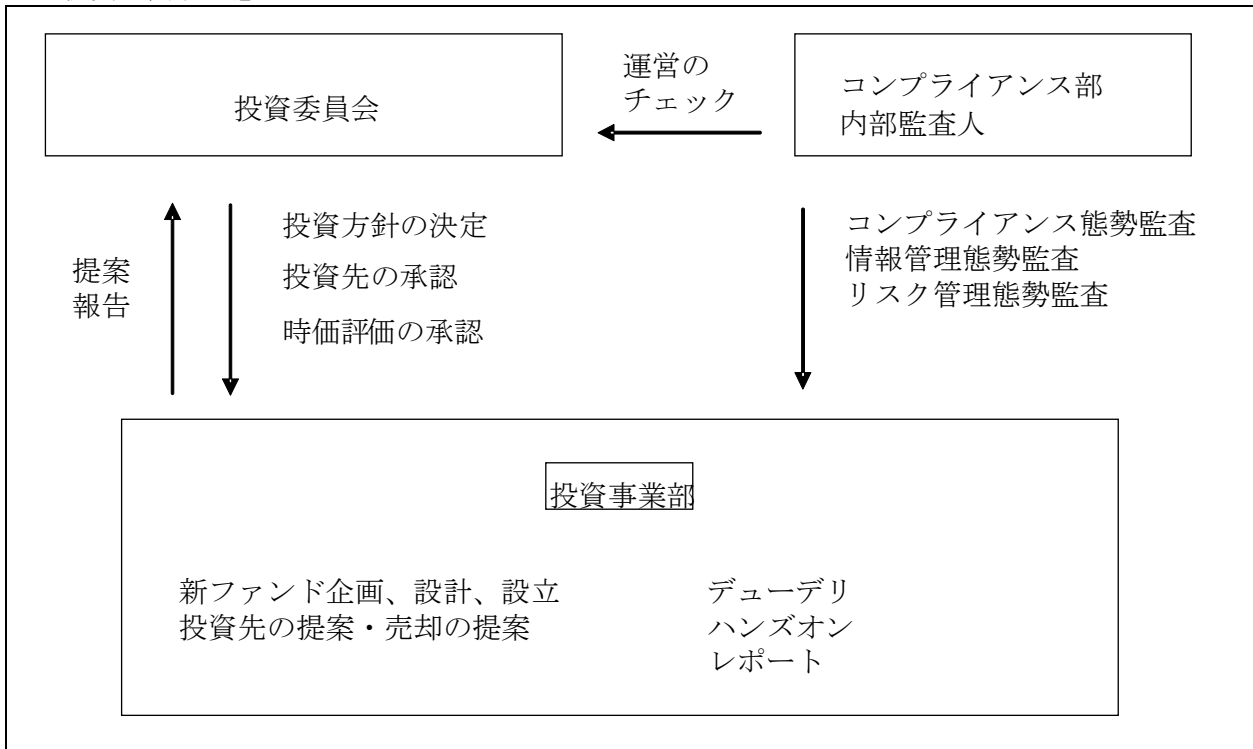 投資委員会
運営の
チェック
コンプライアンス部
内部監査人
提案
報告
投資方針の決定
投資先の承認
時価評価の承認
コンプライアンス態勢監査
情報管理態勢監査
リスク管理態勢監査
投資事業部
新ファンド企画、設計、設立
投資先の提案・売却の提案
デューデリ
ハンズオン
レポート